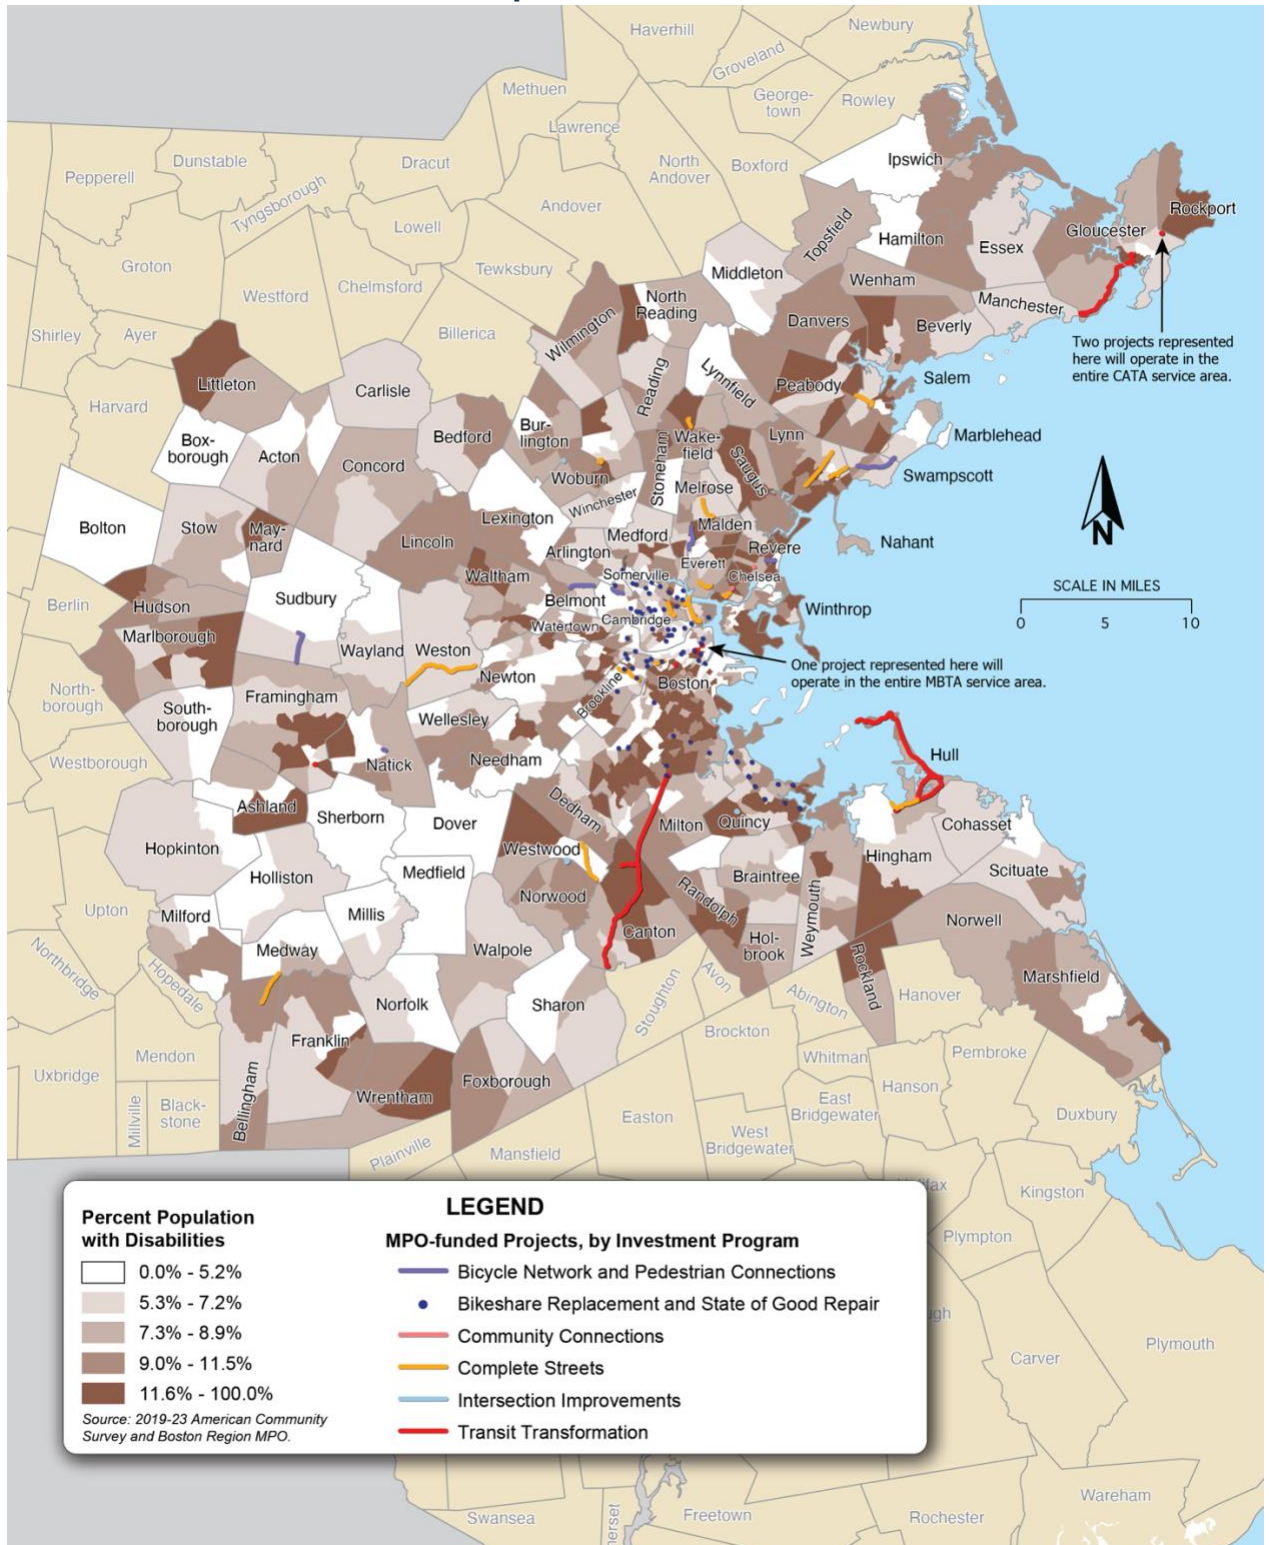 Haverhill
Newbury
Groveland
Methuen
George-
town
Rowley
Lawrence
Dunstable
Dracut
North
Andover
Boxford
Ipswich
Pepperell
Tyngsborough
Andover
Rockport
Lowell
Topsfield
Hamilton
Gloucester
Essex
Groton
Tewksbury
Middleton
Wenham
Westford
Chelmsford
North
Reading
Manchester
Shirley
Ayer
Billerica
Wilmington
Danvers
Beverly
Two projects represented
here will operate in the
entire CATA service area.
Littleton
Carlisle
Reading
Lynnfield
Peabody
Salem
Harvard
Box-
borough
Acton
Bedford
Bur-
lington
Wake-
field
Lynn
Marblehead
Concord
Stoneham
Saugus
Swampscott
Woburn
Winchester
Melrose
Bolton
Stow
May-
nard
Lexington
Malden
N
Lincoln
Medford
Arlington
Revere
Nahant
Everett
Waltham
Somerville
Chelsea
SCALE IN MILES
0
5
10
Berlin
Hudson
Sudbury
Belmont
Cambridge
Winthrop
Marlborough
Watertown
Wayland
Weston
Newton
One project represented here will
operate in the entire MBTA service area.
North-
borough
South-
borough
Framingham
Brookline
Boston
Wellesley
Westborough
Natick
Needham
Hull
Ashland
Sherborn
Dover
Dedham
Milton
Quincy
Cohasset
Hopkinton
Westwood
Hingham
Holliston
Medfield
Braintree
Scituate
Norwood
Randolph
Weymouth
Upton
Milford
Millis
Norwell
Canton
Hol-
brook
Medway
Walpole
Rockland
Northbridge
Hopedale
Avon
Marshfield
Stoughton
Abington
Hanover
Norfolk
Sharon
Franklin
Brockton
Mendon
Whitman
Pembroke
Uxbridge
Foxborough
Hanson
Wrentham
Millville
Black-
stone
Bellingham
Easton
East
Bridgewater
Duxbury
West
Bridgewater
Plainville
Mansfield
Kingston
Plympton
Plymouth
Carver
LEGEND
Percent Population
with Disabilities
0.0% - 5.2%
5.3% - 7.2%
7.3% - 8.9%
9.0% - 11.5%
11.6% - 100.0%
Source: 2019-23 American Community
Survey and Boston Region MPO.
MPO-funded Projects, by Investment Program
Bicycle Network and Pedestrian Connections
Bikeshare Replacement and State of Good Repair
Community Connections
Complete Streets
Intersection Improvements
Transit Transformation
Swansea
Freetown
Rochester
Wareham